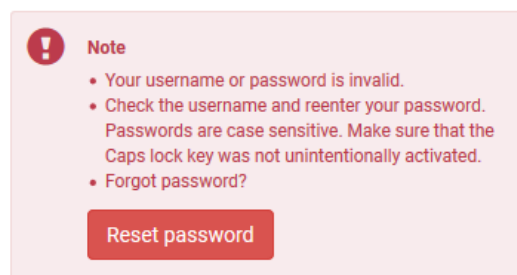 Note
• Your username or password is invalid.
• Check the username and reenter your password.
Passwords are case sensitive. Make sure that the
Caps lock key was not unintentionally activated.
• Forgot password?
Reset password